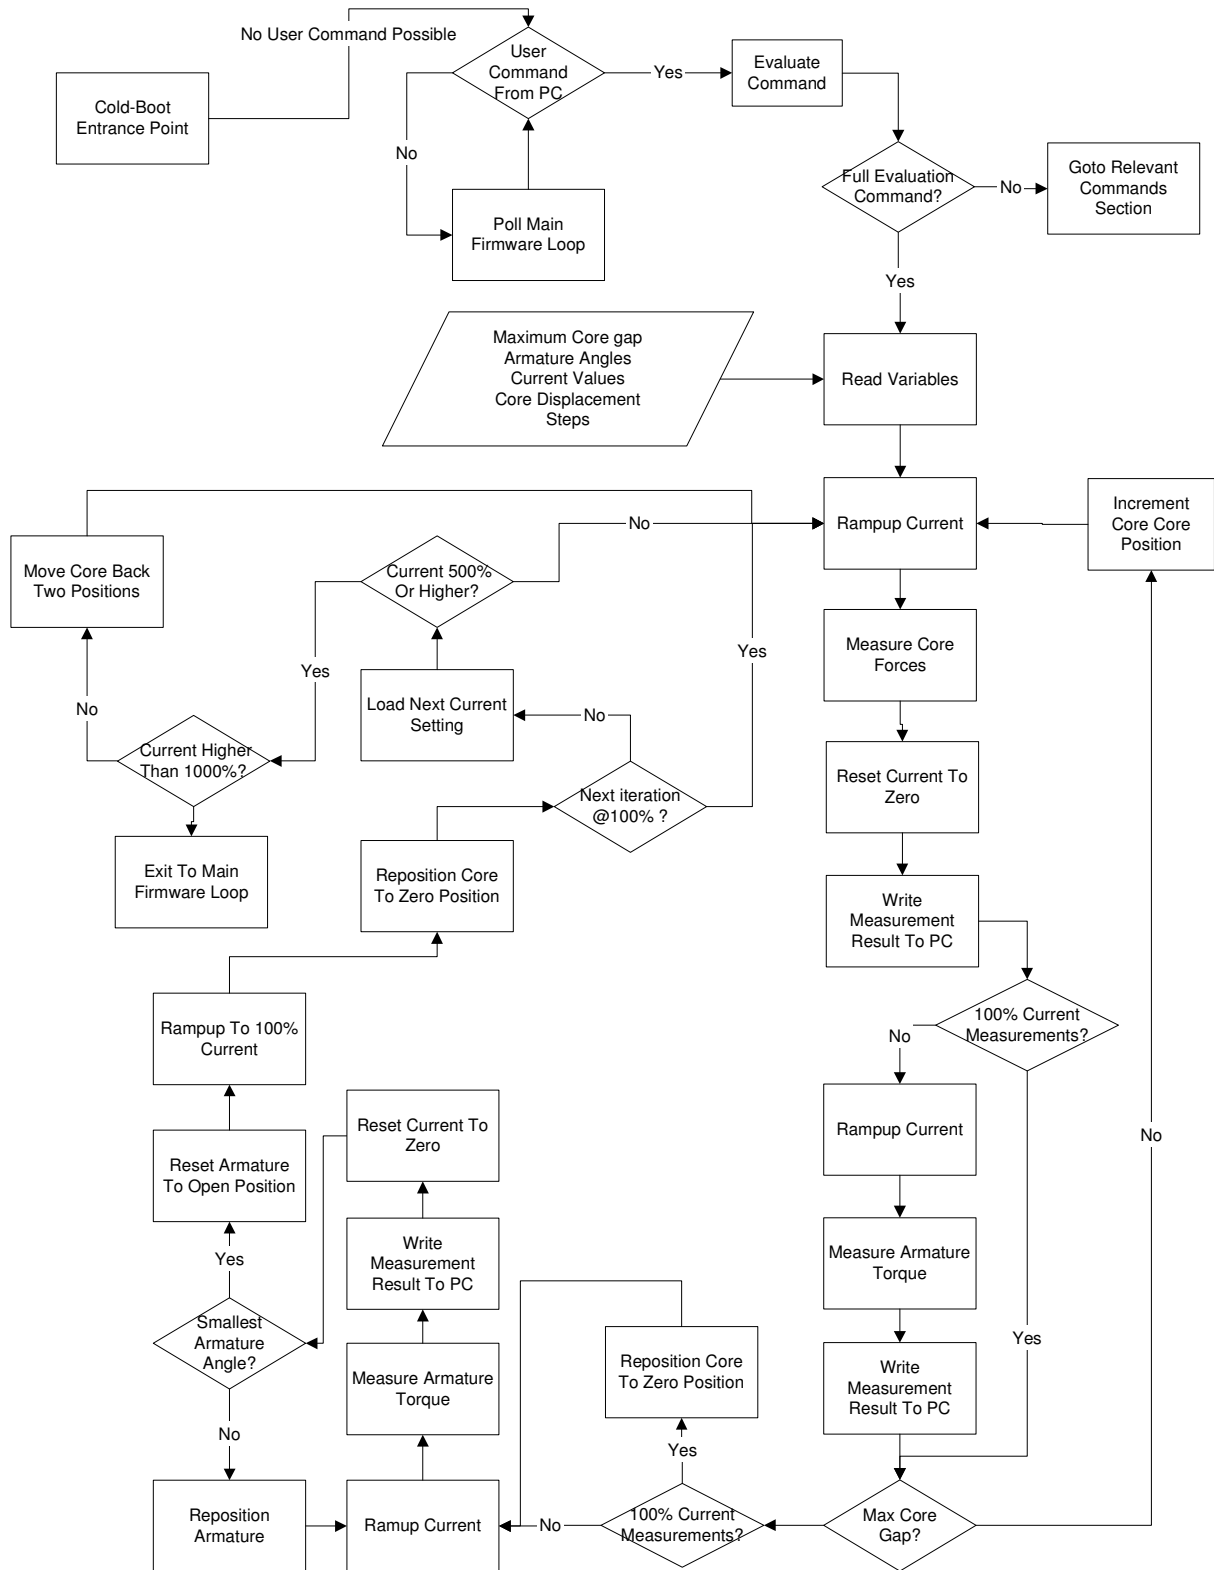 No User Command Possible
User
Command
From PC
Yes
Evaluate
Command
Cold-Boot
Entrance Point
No
Poll Main
Firmware Loop
Full Evaluation
Command?
No
Goto Relevant
Commands
Section
Yes
Maximum Core gap
Armature Angles
Current Values
Core Displacement
Steps
Read Variables
Rampup Current
Increment
Core Core
Position
No
Move Core Back
Two Positions
Current 500%
Or Higher?
Yes
Measure Core
Forces
Yes
No
Load Next Current
Setting
No
Current Higher
Than 1000%?
Next iteration
@100% ?
Reset Current To
Zero
Exit To Main
Firmware Loop
Reposition Core
To Zero Position
Write
Measurement
Result To PC
Rampup To 100%
Current
100% Current
Measurements?
No
Rampup Current
Reset Current To
Zero
No
Reset Armature
To Open Position
Measure Armature
Torque
Yes
Write
Measurement
Result To PC
Smallest
Armature
Angle?
Yes
Reposition Core
To Zero Position
Write
Measurement
Result To PC
Measure Armature
Torque
No
Yes
Reposition
Armature
Ramup Current
No
100% Current
Measurements?
Max Core
Gap?